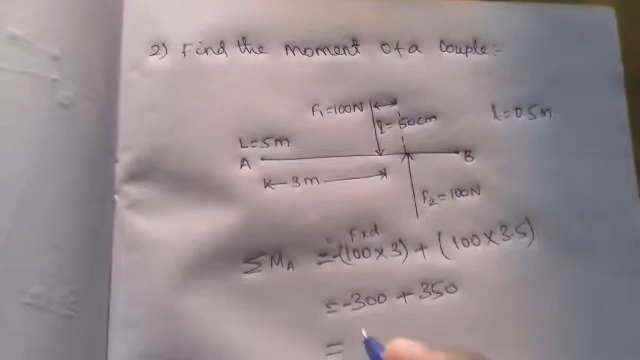 2) Find the moment of a couple:-
F₁=100N
l=50cm
l=0.5m
L=5m
A
B
3m
F₂=100N
F×d
ΣM_A = -(100×3) + (100×3.5)
= -300 + 350
=